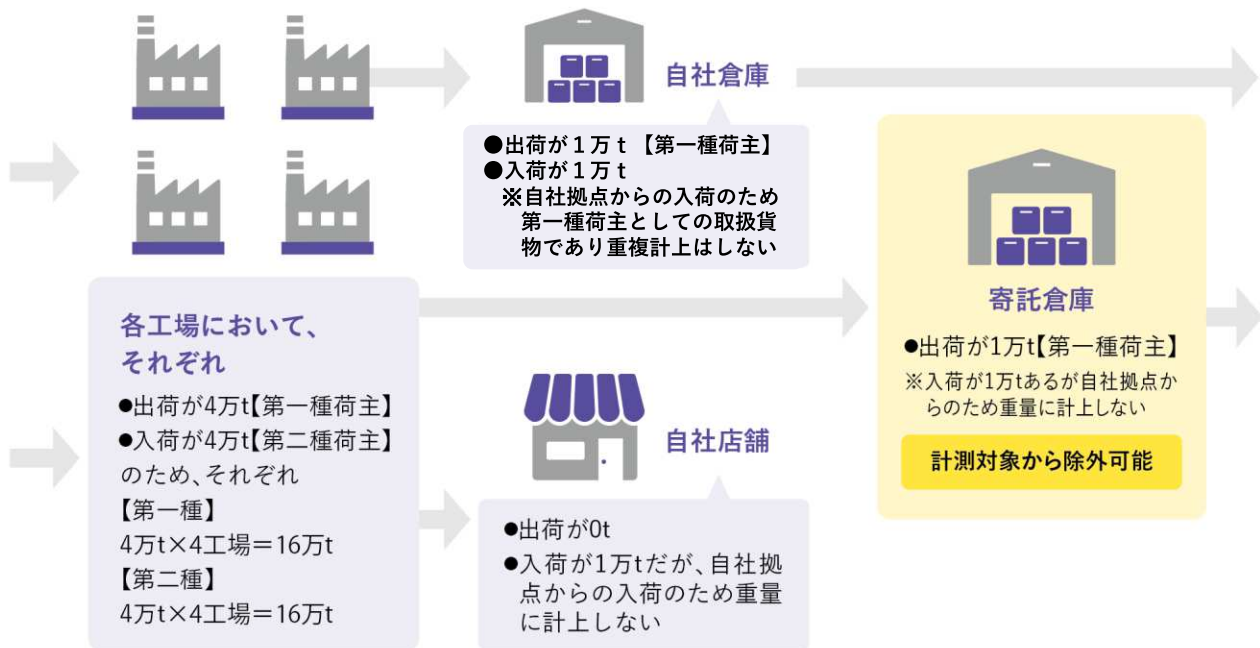 自社倉庫
●出荷が１万ｔ【第一種荷主】
●入荷が１万ｔ
※自社拠点からの入荷のため
第一種荷主としての取扱貨
物であり重複計上はしない
各工場において、
それぞれ
●出荷が4万t【第一種荷主】
●入荷が4万t【第二種荷主】
のため、それぞれ
【第一種】
4万t×4工場＝16万t
【第二種】
4万t×4工場＝16万t
自社店舗
●出荷が0t
●入荷が1万tだが、自社拠
点からの入荷のため重量
に計上しない
寄託倉庫
●出荷が1万t【第一種荷主】
※入荷が1万tあるが自社拠点か
らのため重量に計上しない
計測対象から除外可能